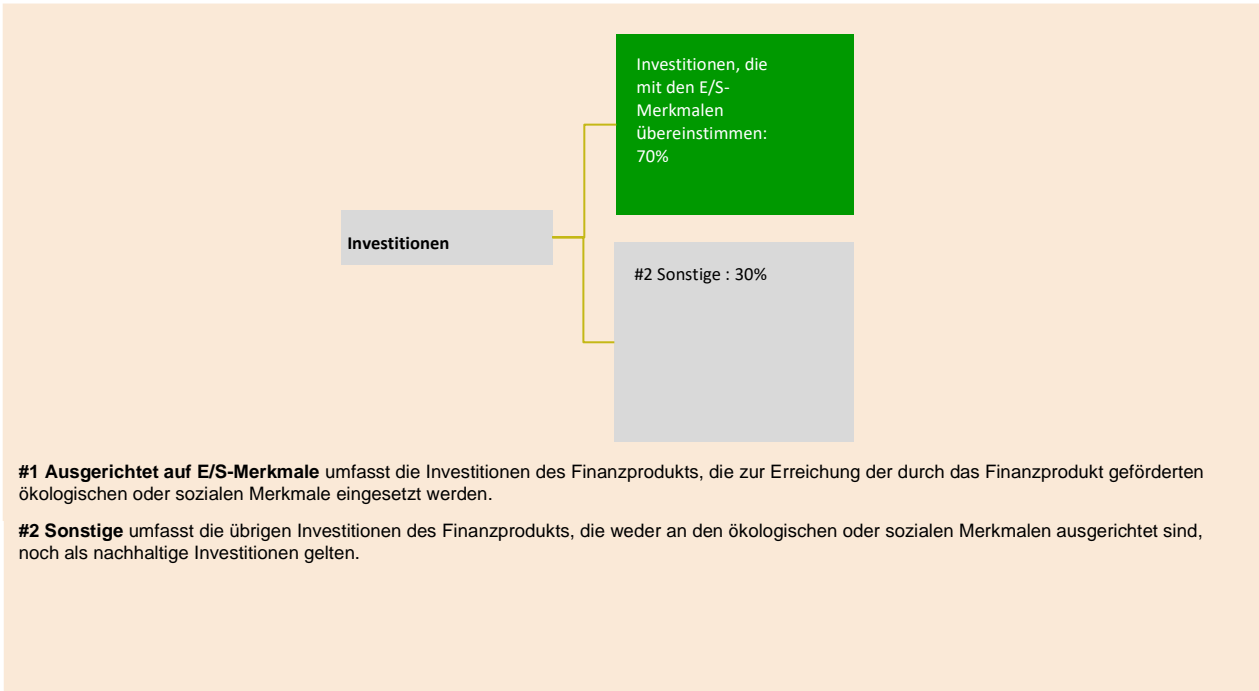 Investitionen, die
mit den E/S-
Merkmalen
übereinstimmen:
70%
Investitionen
#2 Sonstige : 30%
#1 Ausgerichtet auf E/S-Merkmale umfasst die Investitionen des Finanzprodukts, die zur Erreichung der durch das Finanzprodukt geförderten
ökologischen oder sozialen Merkmale eingesetzt werden.
#2 Sonstige umfasst die übrigen Investitionen des Finanzprodukts, die weder an den ökologischen oder sozialen Merkmalen ausgerichtet sind,
noch als nachhaltige Investitionen gelten.